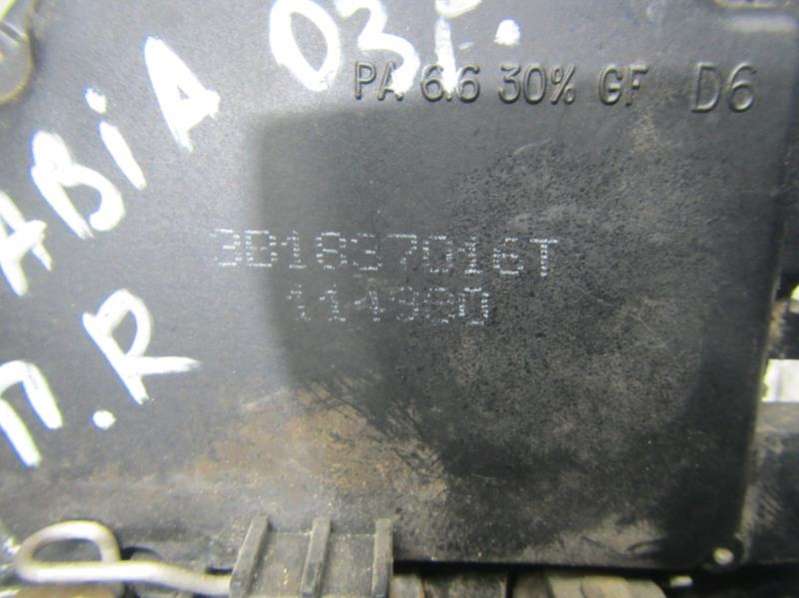 ABiA 03г.
PA 6.6 30% GF D6
3B1837016T
114980
П.R